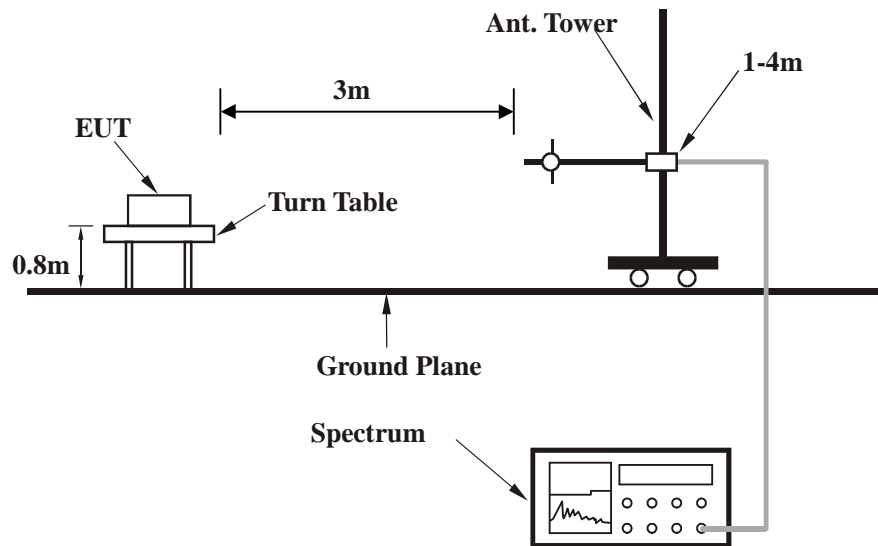 Ant. Tower
1-4m
3m
EUT
Turn Table
0.8m
Ground Plane
Spectrum